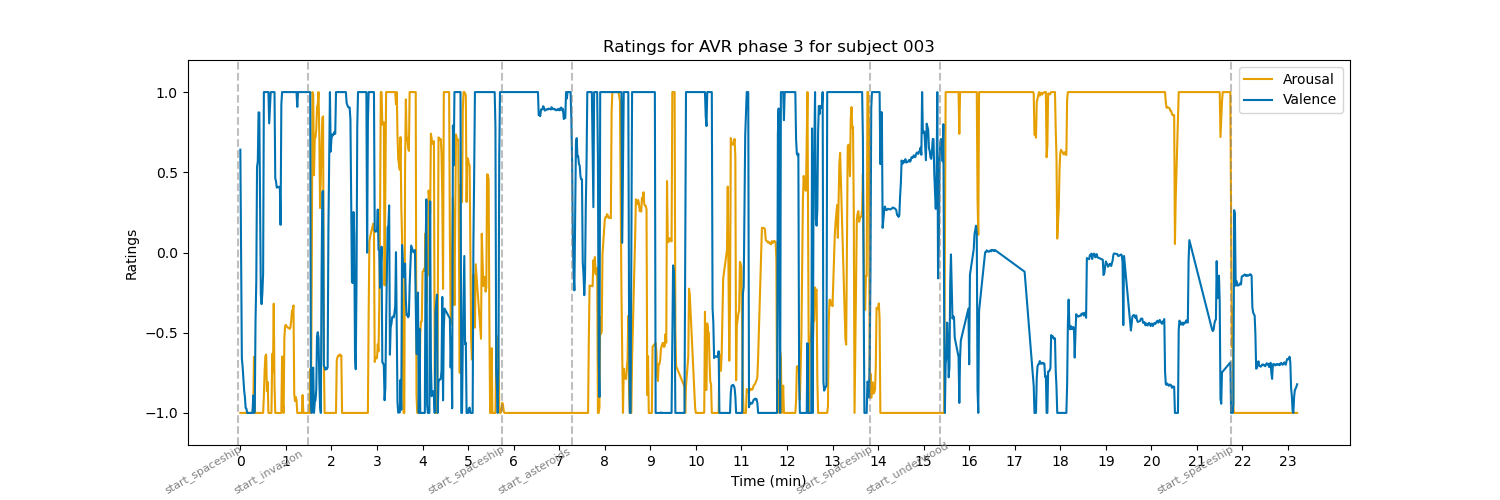 Ratings for AVR phase 3 for subject 003
Arousal
Valence
Ratings
1.0
0.5
0.0
−0.5
−1.0
0 1 2 3 4 5 6 7 8 9 10 11 12 13 14 15 16 17 18 19 20 21 22 23
start_spaceship start_invasion start_spaceship start_asteroids start_spaceship start_underwood start_spaceship
Time (min)